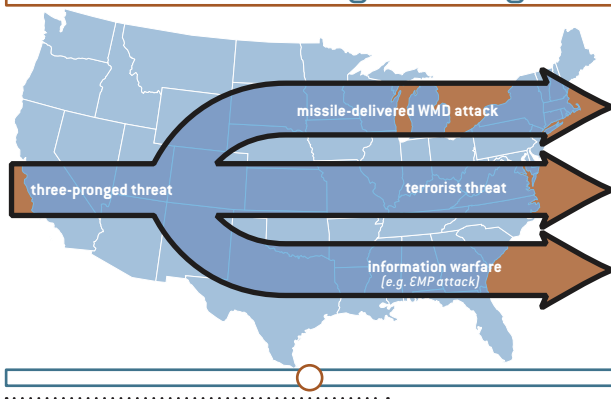 missile-delivered WMD attack
three-pronged threat
terrorist threat
information warfare
(e.g. EMP attack)